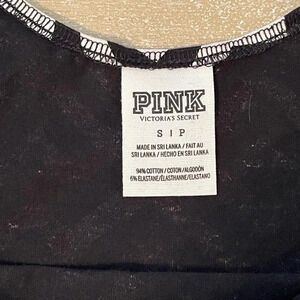 PINK
VICTORIA'S SECRET
S | P
MADE IN SRI LANKA / FAIT AU
SRI LANKA / HECHO EN SRI LANKA
94% COTTON / COTON/ALGODÓN
6% ELASTANE/ÉLASTHANNE/ELASTANO